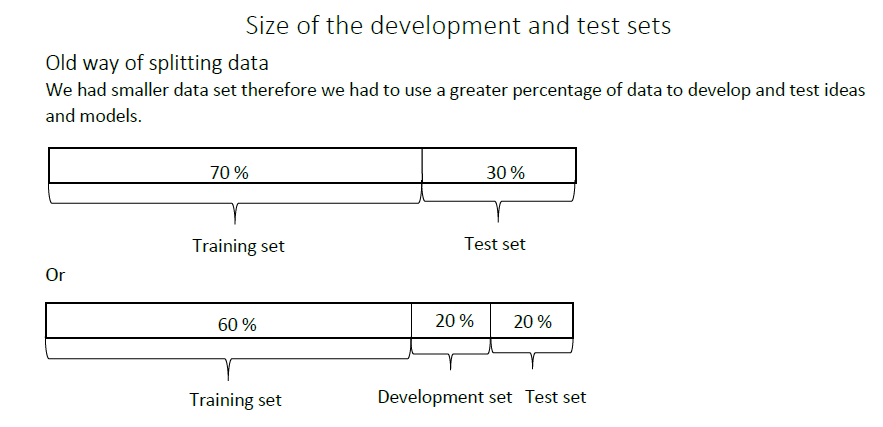 Size of the development and test sets
Old way of splitting data
We had smaller data set therefore we had to use a greater percentage of data to develop and test ideas
and models.
70 % 30 %
Training set Test set
Or
60 % 20 % 20 %
Training set Development set Test set